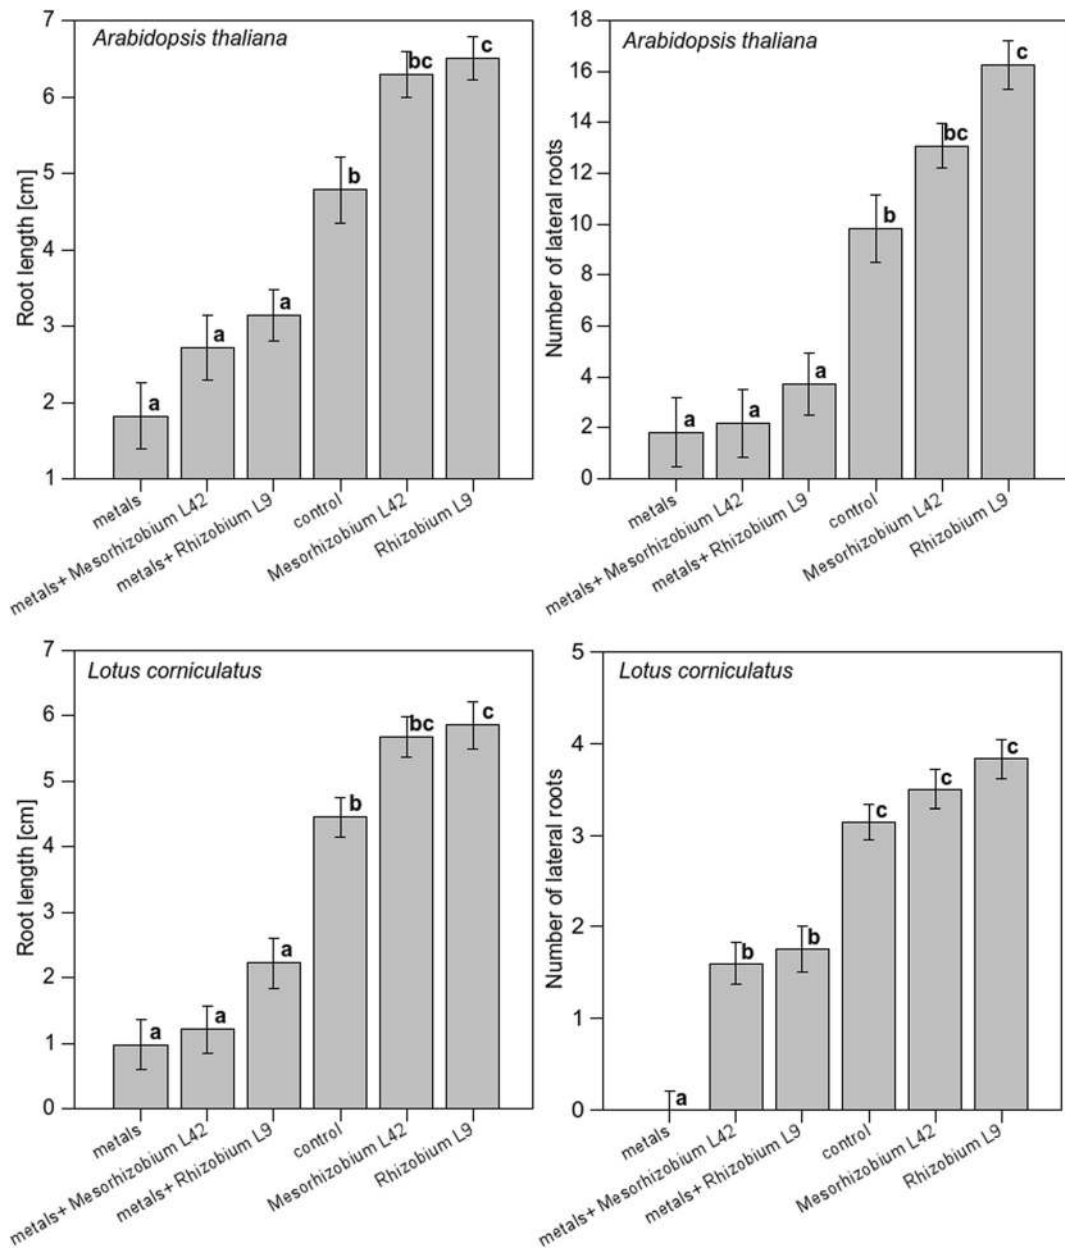 Arabidopsis thaliana
Root length [cm]
7
6
5
4
3
2
1
a
a
a
b
bc
c
metals
metals+ Mesorhizobium L42
metals+ Rhizobium L9
control
Mesorhizobium L42
Rhizobium L9
Arabidopsis thaliana
Number of lateral roots
18
16
14
12
10
8
6
4
2
0
a
a
a
b
bc
c
metals
metals+ Mesorhizobium L42
metals+ Rhizobium L9
control
Mesorhizobium L42
Rhizobium L9
Lotus corniculatus
Root length [cm]
7
6
5
4
3
2
1
0
a
a
a
b
bc
c
metals
metals+ Mesorhizobium L42
metals+ Rhizobium L9
control
Mesorhizobium L42
Rhizobium L9
Lotus corniculatus
Number of lateral roots
5
4
3
2
1
0
a
b
b
c
c
c
metals
metals+ Mesorhizobium L42
metals+ Rhizobium L9
control
Mesorhizobium L42
Rhizobium L9